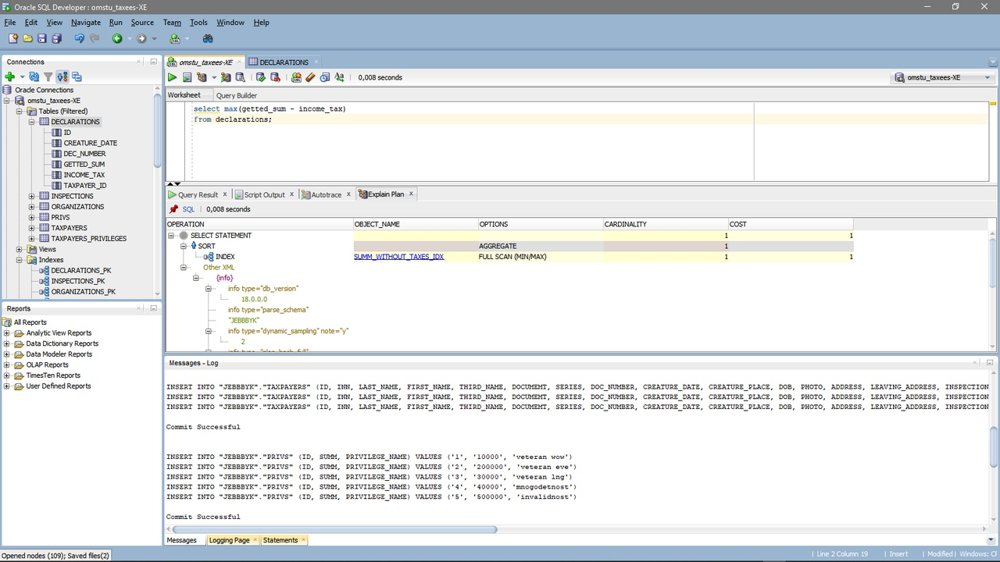 Oracle SQL Developer : omstu_taxees-XE
File Edit View Navigate Run Source Team Tools Window Help
Connections
Oracle Connections
omstu_taxees-XE
Tables (Filtered)
DECLARATIONS
ID
CREATURE_DATE
DEC_NUMBER
GETTED_SUM
INCOME_TAX
TAXPAYER_ID
INSPECTIONS
ORGANIZATIONS
PRIVS
TAXPAYERS
TAXPAYERS_PRIVILEGES
Views
Indexes
DECLARATIONS_PK
INSPECTIONS_PK
ORGANIZATIONS_PK
Reports
All Reports
Analytic View Reports
Data Dictionary Reports
Data Modeler Reports
OLAP Reports
TimesTen Reports
User Defined Reports
omstu_taxees-XE DECLARATIONS
0,008 seconds omstu_taxees-XE
Worksheet Query Builder
select max(getted_sum - income_tax)
from declarations;
Query Result Script Output Autotrace Explain Plan
SQL 0,008 seconds
OPERATION OBJECT_NAME OPTIONS CARDINALITY COST
SELECT STATEMENT 1 1
SORT AGGREGATE 1
INDEX SUMM_WITHOUT_TAXES_IDX FULL SCAN (MIN/MAX) 1 1
Other XML
{info}
info type="db_version"
18.0.0.0
info type="parse_schema"
"JEBBBYK"
info type="dynamic_sampling" note="y"
2
Messages - Log
INSERT INTO "JEBBBYK"."TAXPAYERS" (ID, INN, LAST_NAME, FIRST_NAME, THIRD_NAME, DOCUMEMT, SERIES, DOC_NUMBER, CREATURE_DATE, CREATURE_PLACE, DOB, PHOTO, ADDRESS, LEAVING_ADDRESS, INSPECTION
INSERT INTO "JEBBBYK"."TAXPAYERS" (ID, INN, LAST_NAME, FIRST_NAME, THIRD_NAME, DOCUMEMT, SERIES, DOC_NUMBER, CREATURE_DATE, CREATURE_PLACE, DOB, PHOTO, ADDRESS, LEAVING_ADDRESS, INSPECTION
INSERT INTO "JEBBBYK"."TAXPAYERS" (ID, INN, LAST_NAME, FIRST_NAME, THIRD_NAME, DOCUMEMT, SERIES, DOC_NUMBER, CREATURE_DATE, CREATURE_PLACE, DOB, PHOTO, ADDRESS, LEAVING_ADDRESS, INSPECTION
Commit Successful
INSERT INTO "JEBBBYK"."PRIVS" (ID, SUMM, PRIVILEGE_NAME) VALUES ('1', '10000', 'veteran wow')
INSERT INTO "JEBBBYK"."PRIVS" (ID, SUMM, PRIVILEGE_NAME) VALUES ('2', '200000', 'veteran eve')
INSERT INTO "JEBBBYK"."PRIVS" (ID, SUMM, PRIVILEGE_NAME) VALUES ('3', '30000', 'veteran lng')
INSERT INTO "JEBBBYK"."PRIVS" (ID, SUMM, PRIVILEGE_NAME) VALUES ('4', '40000', 'mnogodetnost')
INSERT INTO "JEBBBYK"."PRIVS" (ID, SUMM, PRIVILEGE_NAME) VALUES ('5', '500000', 'invalidnost')
Commit Successful
Messages Logging Page Statements
Opened nodes (109); Saved files(2) Line 2 Column 19 Insert Modified Windows: CF